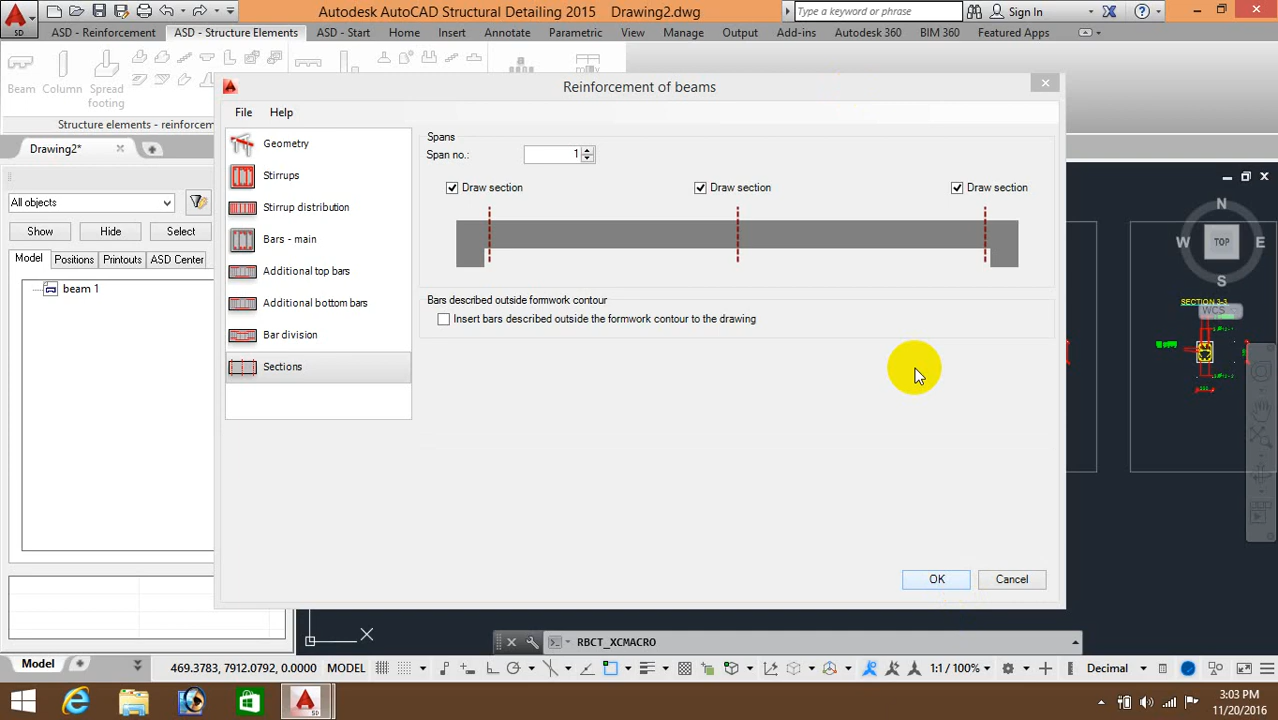 Autodesk AutoCAD Structural Detailing 2015 Drawing2.dwg
Type a keyword or phrase
Sign In
SD
ASD - Reinforcement
ASD - Structure Elements
ASD - Start
Home
Insert
Annotate
Parametric
View
Manage
Output
Add-ins
Autodesk 360
BIM 360
Featured Apps
Beam
Column
Spread
footing
Structure elements - reinforcem
Drawing2*
All objects
Show
Hide
Select
Model
Positions
Printouts
ASD Center
beam 1
Reinforcement of beams
File
Help
Geometry
Stirrups
Stirrup distribution
Bars - main
Additional top bars
Additional bottom bars
Bar division
Sections
Spans
Span no.:
1
Draw section
Draw section
Draw section
Bars described outside formwork contour
Insert bars described outside the formwork contour to the drawing
OK
Cancel
N
W
TOP
E
S
SECTION 3-3
WCS
X
RBCT_XCMACRO
Model
469.3783, 7912.0792, 0.0000
MODEL
1:1 / 100%
Decimal
SD
3:03 PM
11/20/2016